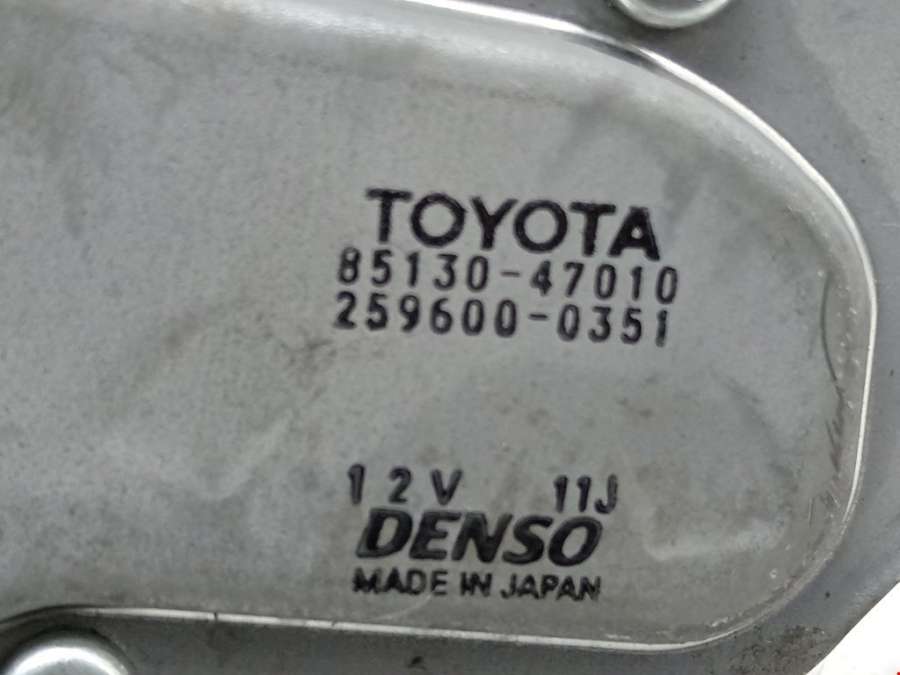 TOYOTA
85130-47010
259600-0351
12V 11J
DENSO
MADE IN JAPAN